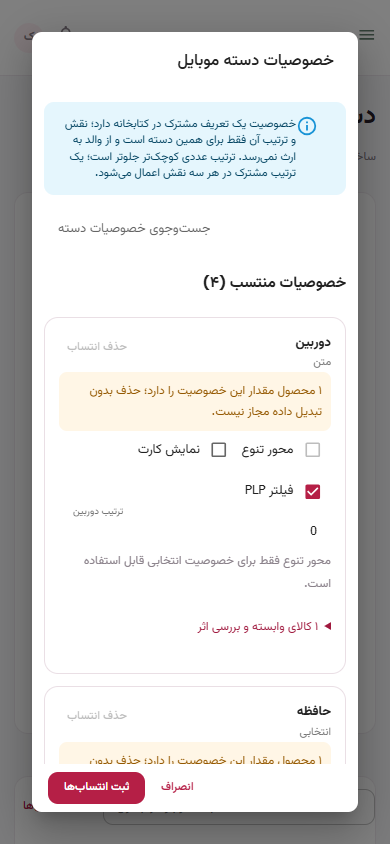 خصوصیات دسته موبایل
خصوصیت یک تعریف مشترک در کتابخانه دارد؛ نقش
و ترتیب آن فقط برای همین دسته است و از والد به
ارث نمی‌رسد. ترتیب عددی کوچک‌تر جلوتر است؛ یک
ترتیب مشترک در هر سه نقش اعمال می‌شود.
جست‌وجوی خصوصیات دسته
خصوصیات منتسب (۴)
دوربین
حذف انتساب
متن
۱ محصول مقدار این خصوصیت را دارد؛ حذف بدون
تبدیل داده مجاز نیست.
محور تنوع
نمایش کارت
فیلتر PLP
ترتیب دوربین
0
محور تنوع فقط برای خصوصیت انتخابی قابل استفاده
است.
۱ کالای وابسته و بررسی اثر
حافظه
حذف انتساب
انتخابی
۱ محصول مقدار این خصوصیت را دارد؛ حذف بدون
انصراف
ثبت انتساب‌ها